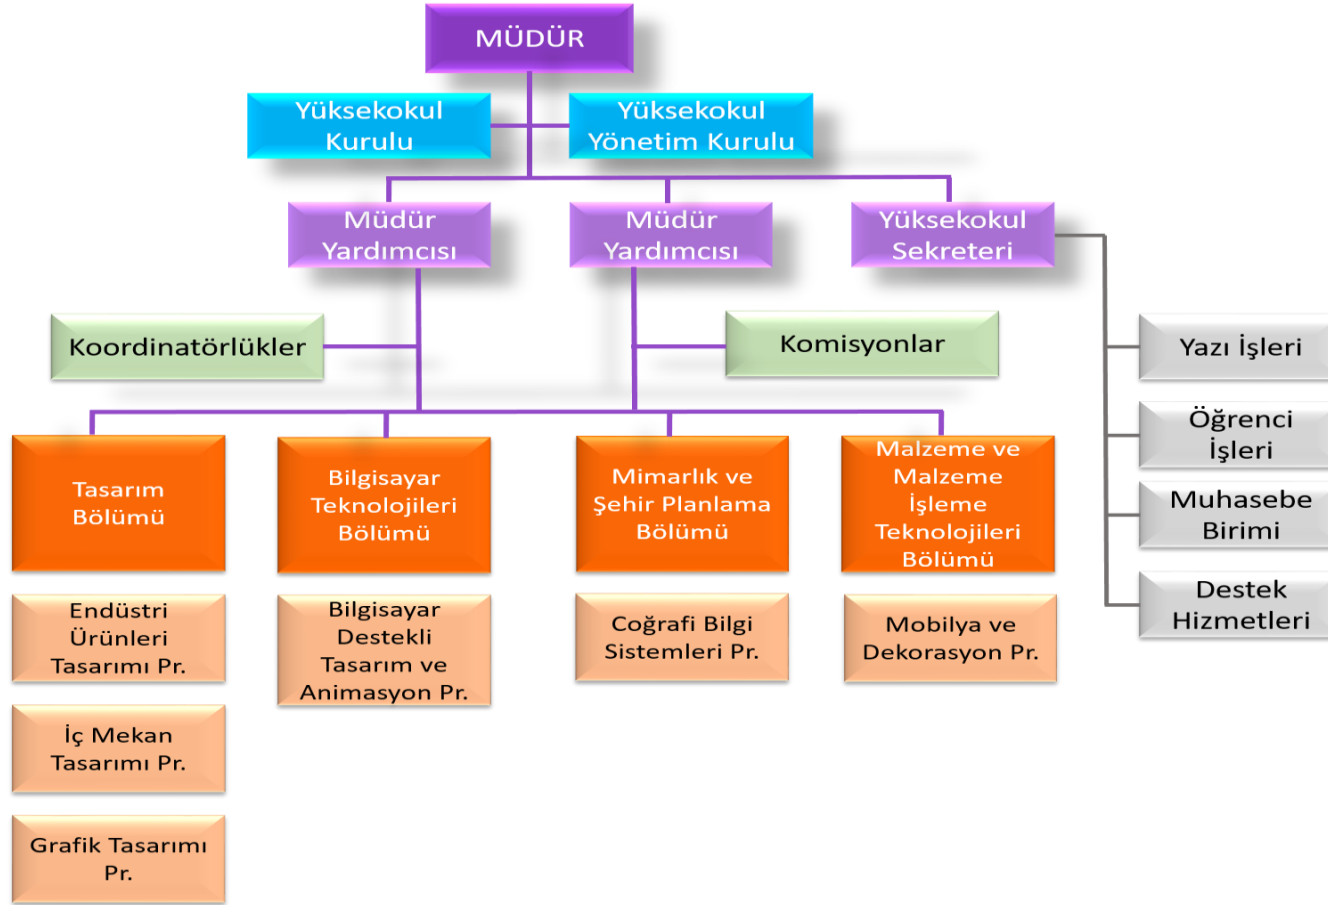 MÜDÜR
Yüksekokul
Kurulu
Yüksekokul
Yönetim Kurulu
Müdür
Yardımcısı
Müdür
Yardımcısı
Yüksekokul
Sekreteri
Koordinatörlükler
Komisyonlar
Yazı İşleri
Öğrenci
İşleri
Muhasebe
Birimi
Destek
Hizmetleri
Tasarım
Bölümü
Bilgisayar
Teknolojileri
Bölümü
Mimarlık ve
Şehir Planlama
Bölümü
Malzeme ve
Malzeme
İşleme
Teknolojileri
Bölümü
Endüstri
Ürünleri
Tasarımı Pr.
Bilgisayar
Destekli
Tasarım ve
Animasyon Pr.
Coğrafi Bilgi
Sistemleri Pr.
Mobilya ve
Dekorasyon Pr.
İç Mekan
Tasarımı Pr.
Grafik Tasarımı
Pr.